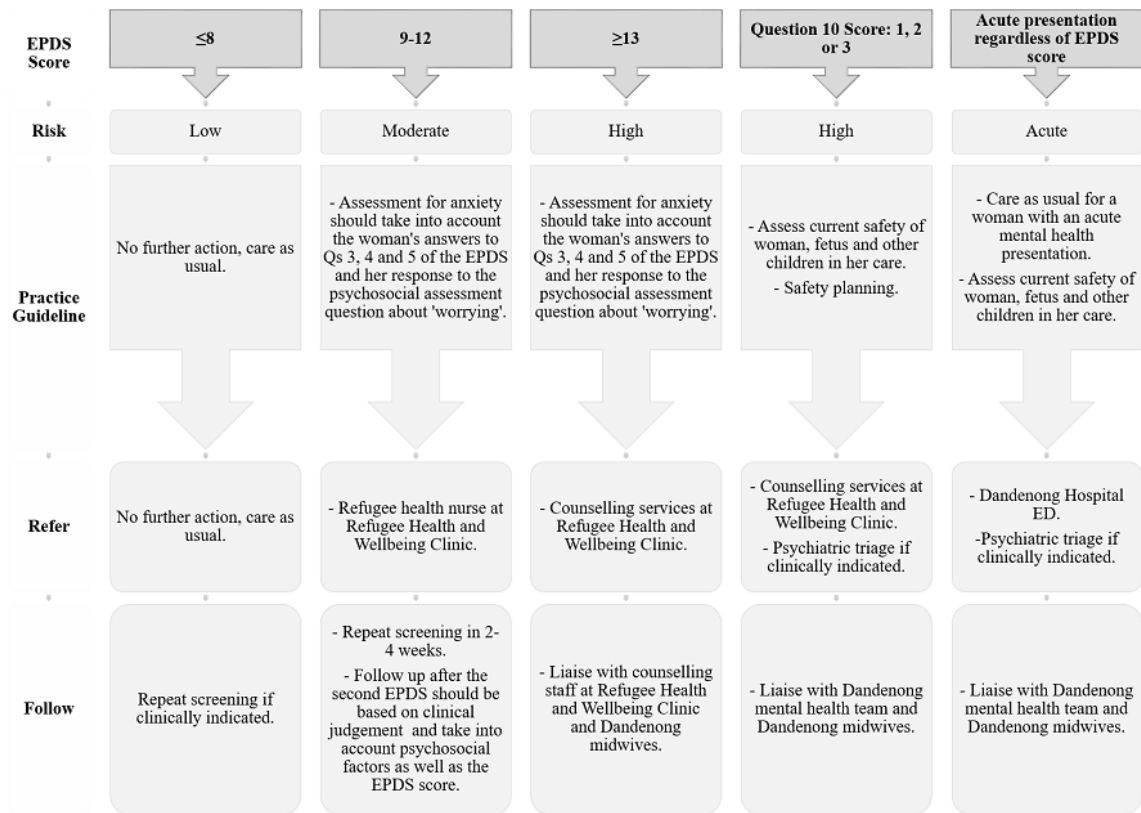 EPDS
Score
≤8
9-12
≥13
Question 10 Score: 1, 2
or 3
Acute presentation
regardless of EPDS
score
Risk
Low
Moderate
High
High
Acute
Practice
Guideline
No further action, care as
usual.
- Assessment for anxiety
should take into account
the woman's answers to
Qs 3, 4 and 5 of the EPDS
and her response to the
psychosocial assessment
question about 'worrying'.
- Assessment for anxiety
should take into account
the woman's answers to
Qs 3, 4 and 5 of the EPDS
and her response to the
psychosocial assessment
question about 'worrying'.
- Assess current safety of
woman, fetus and other
children in her care.
- Safety planning.
- Care as usual for a
woman with an acute
mental health
presentation.
- Assess current safety of
woman, fetus and other
children in her care.
Refer
No further action, care as
usual.
- Refugee health nurse at
Refugee Health and
Wellbeing Clinic.
- Counselling services at
Refugee Health and
Wellbeing Clinic.
- Counselling services at
Refugee Health and
Wellbeing Clinic.
- Psychiatric triage if
clinically indicated.
- Dandenong Hospital
ED.
-Psychiatric triage if
clinically indicated.
Follow
Repeat screening if
clinically indicated.
- Repeat screening in 2-
4 weeks.
- Follow up after the
second EPDS should be
based on clinical
judgement and take into
account psychosocial
factors as well as the
EPDS score.
- Liaise with counselling
staff at Refugee Health
and Wellbeing Clinic
and Dandenong
midwives.
- Liaise with Dandenong
mental health team and
Dandenong midwives.
- Liaise with Dandenong
mental health team and
Dandenong midwives.